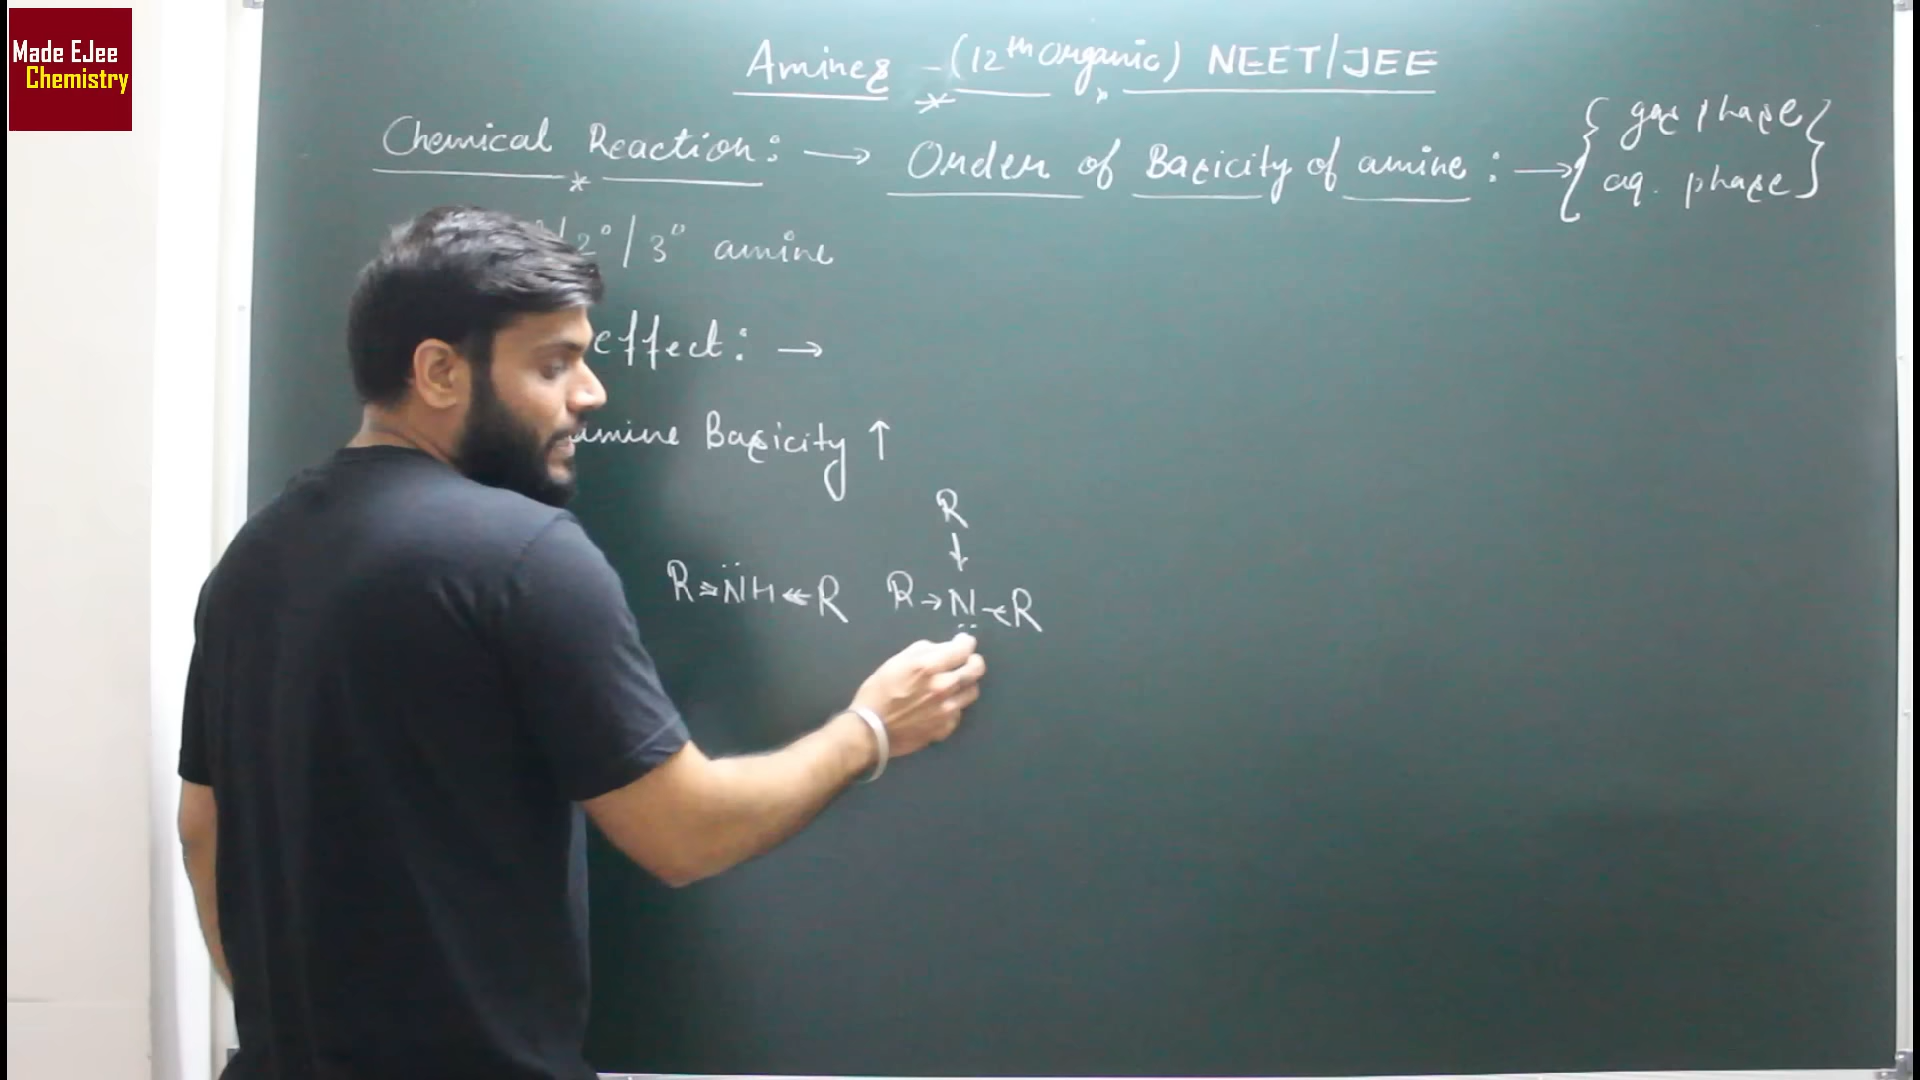 Made EJee
Chemistry
Amines - (12th Organic) NEET/JEE
Chemical Reaction: → Order of Basicity of amine: → { gas phase
aq. phase }
/2°/3° amine
effect: →
amine Basicity ↑
R
↓
R→N̈H←R R→N←R